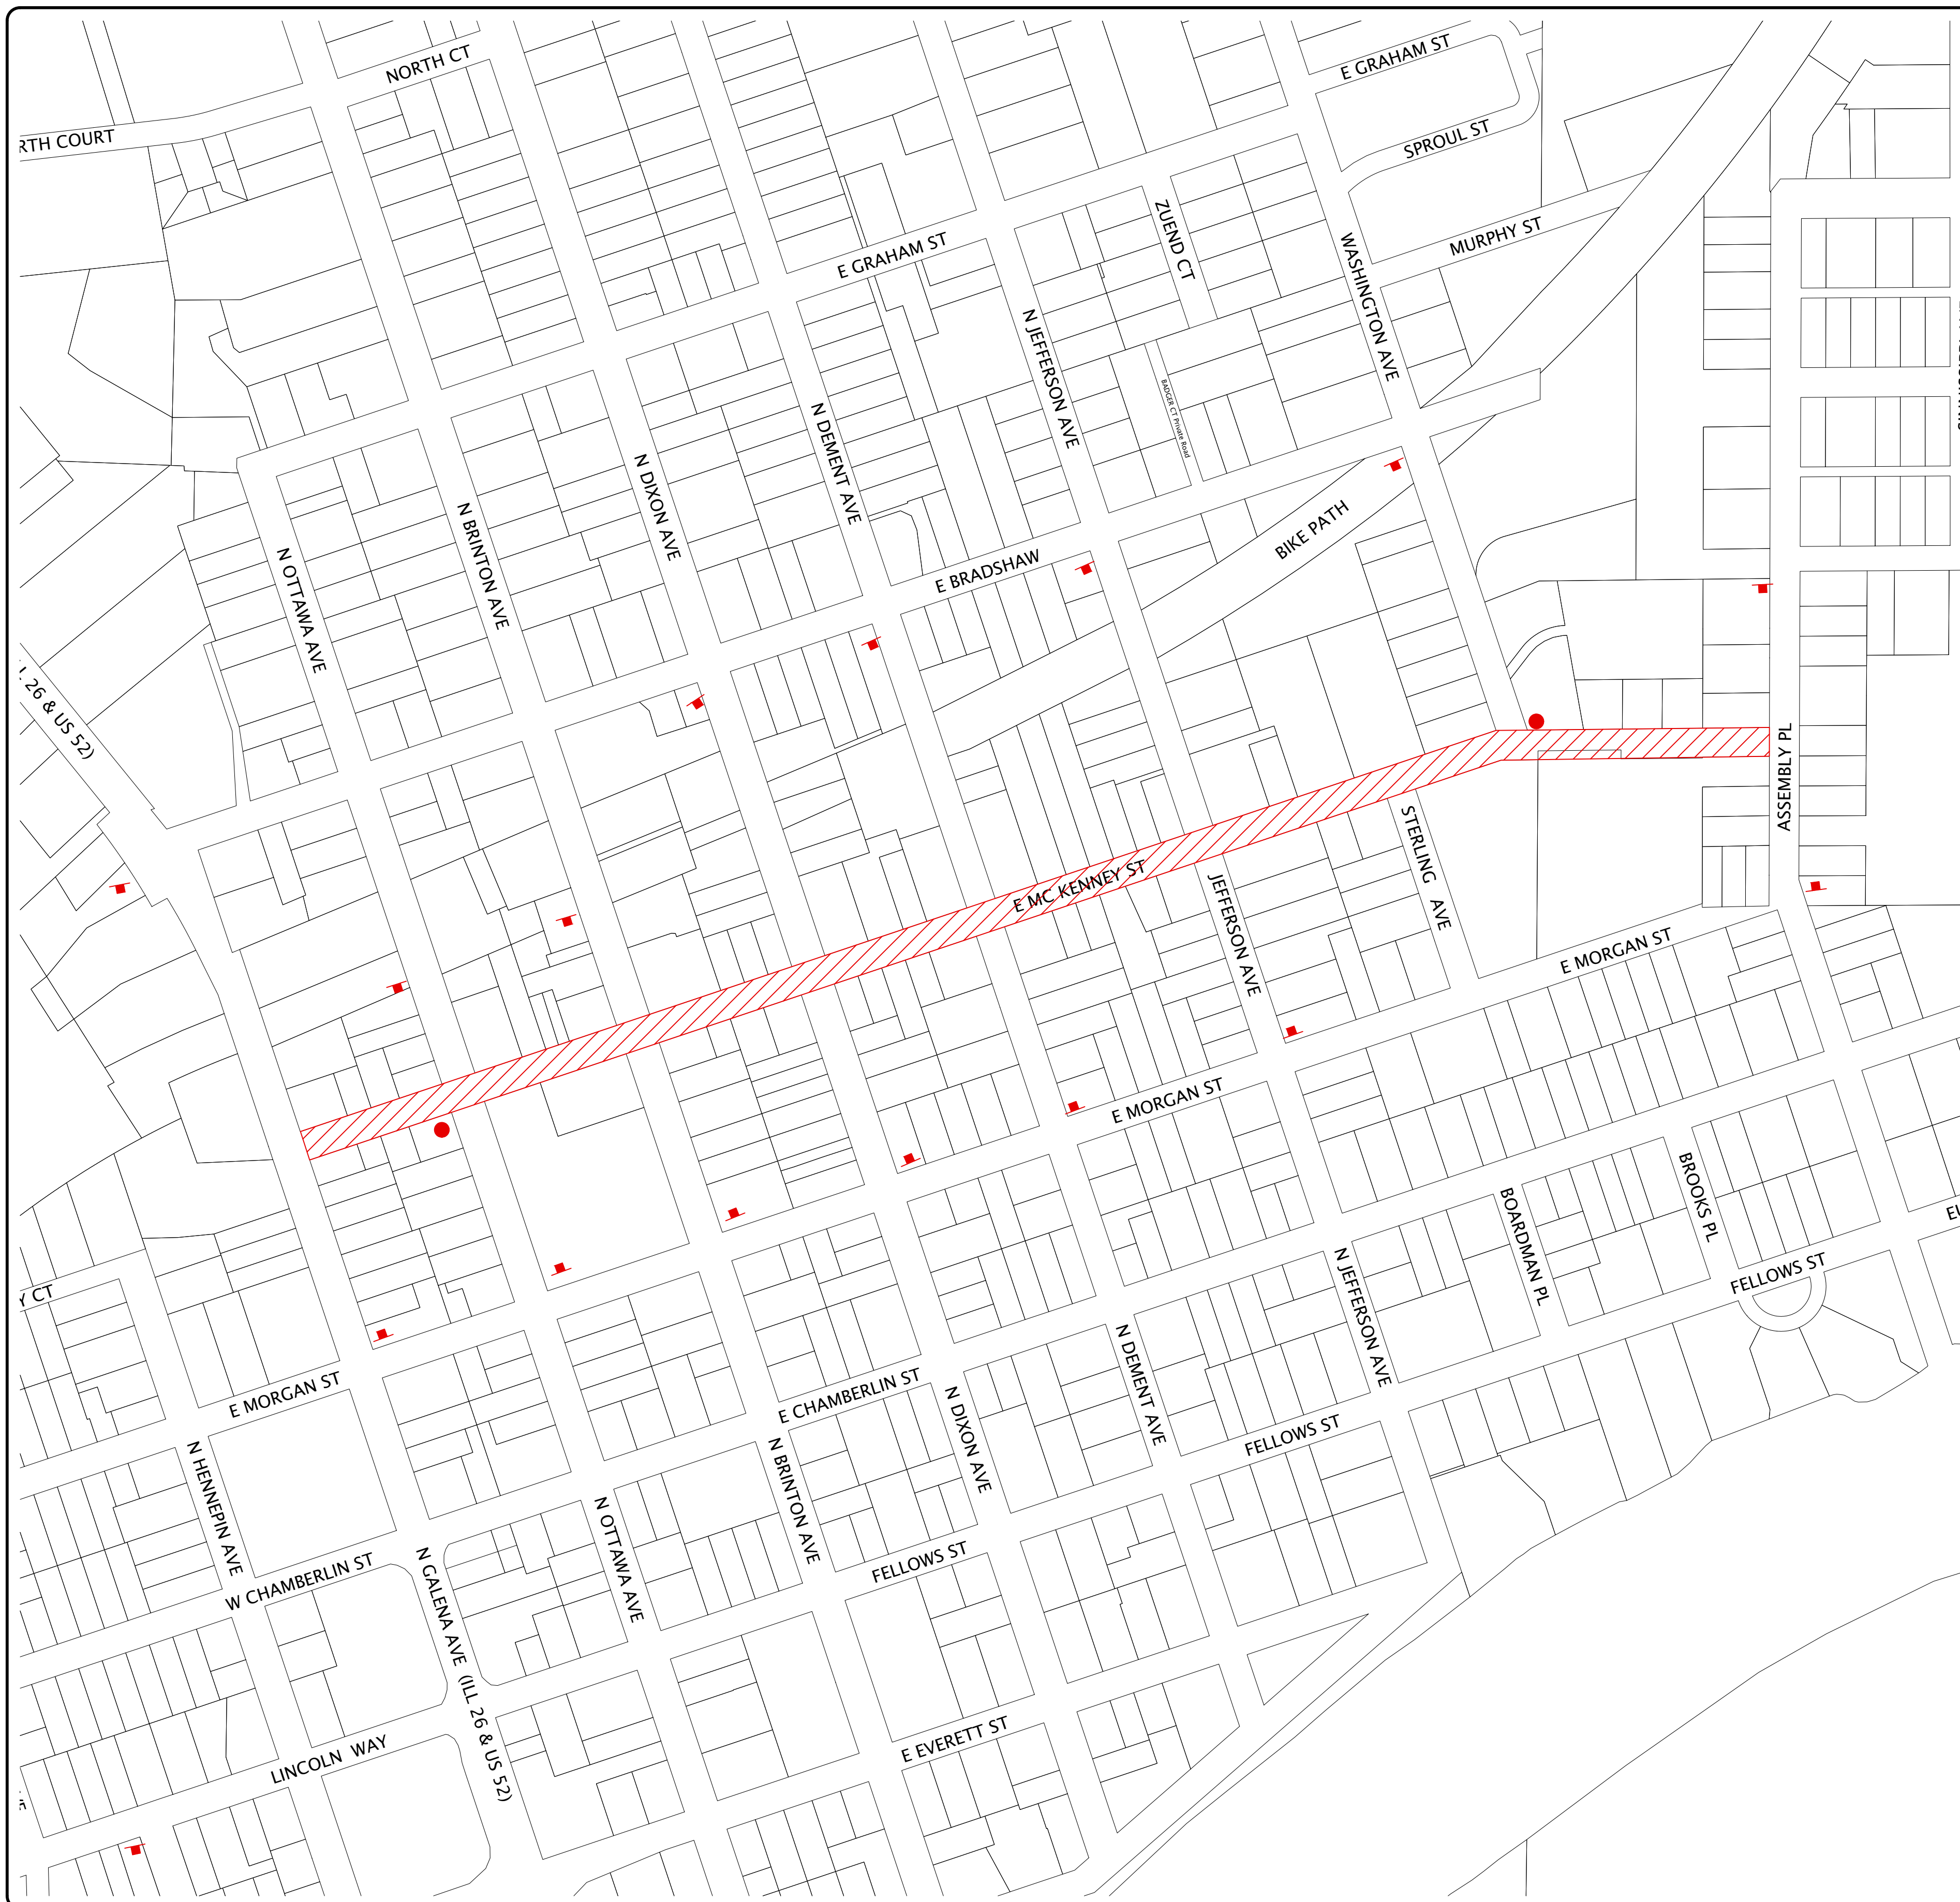 NORTH CT
E GRAHAM ST
RTH COURT
SPROUL ST
ZUEND CT
MURPHY ST
E GRAHAM ST
WASHINGTON AVE
N JEFFERSON AVE
BADGER CT Private Road
N DEMENT AVE
N DIXON AVE
N BRINTON AVE
BIKE PATH
N OTTAWA AVE
E BRADSHAW
26 & US 52)
ASSEMBLY PL
STERLING AVE
E MC KENNEY ST
JEFFERSON AVE
E MORGAN ST
E MORGAN ST
BROOKS PL
BOARDMAN PL
FELLOWS ST
Y CT
N JEFFERSON AVE
N DEMENT AVE
E MORGAN ST
E CHAMBERLIN ST
N DIXON AVE
FELLOWS ST
N HENNEPIN AVE
N BRINTON AVE
N OTTAWA AVE
FELLOWS ST
W CHAMBERLIN ST
N GALENA AVE (ILL 26 & US 52)
E EVERETT ST
LINCOLN WAY